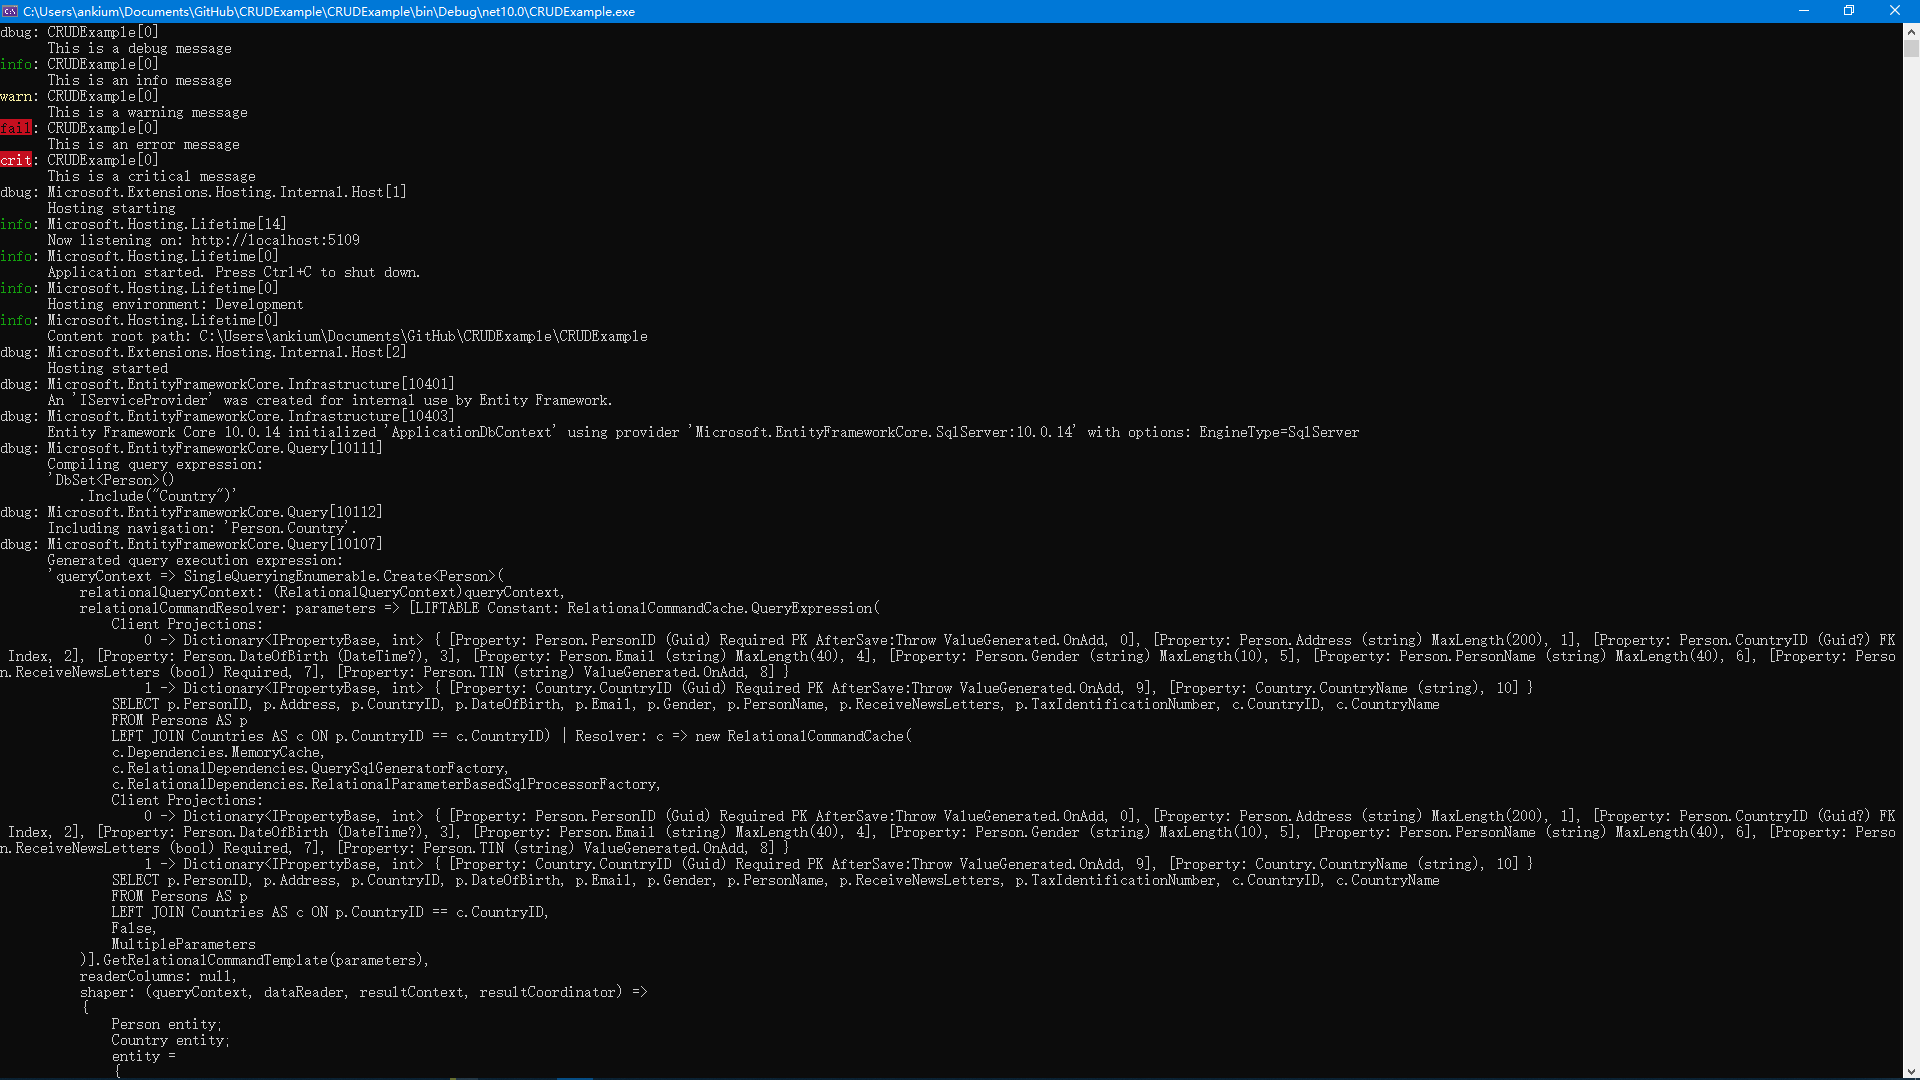 C:\Users\ankium\Documents\GitHub\CRUDExample\CRUDExample\bin\Debug\net10.0\CRUDExample.exe
dbug: CRUDExample[0]
This is a debug message
info: CRUDExample[0]
This is an info message
warn: CRUDExample[0]
This is a warning message
fail: CRUDExample[0]
This is an error message
crit: CRUDExample[0]
This is a critical message
dbug: Microsoft.Extensions.Hosting.Internal.Host[1]
Hosting starting
info: Microsoft.Hosting.Lifetime[14]
Now listening on: http://localhost:5109
info: Microsoft.Hosting.Lifetime[0]
Application started. Press Ctrl+C to shut down.
info: Microsoft.Hosting.Lifetime[0]
Hosting environment: Development
info: Microsoft.Hosting.Lifetime[0]
Content root path: C:\Users\ankium\Documents\GitHub\CRUDExample\CRUDExample
dbug: Microsoft.Extensions.Hosting.Internal.Host[2]
Hosting started
dbug: Microsoft.EntityFrameworkCore.Infrastructure[10401]
An 'IServiceProvider' was created for internal use by Entity Framework.
dbug: Microsoft.EntityFrameworkCore.Infrastructure[10403]
Entity Framework Core 10.0.14 initialized 'ApplicationDbContext' using provider 'Microsoft.EntityFrameworkCore.SqlServer:10.0.14' with options: EngineType=SqlServer
dbug: Microsoft.EntityFrameworkCore.Query[10111]
Compiling query expression:
'DbSet<Person>()
.Include("Country")'
dbug: Microsoft.EntityFrameworkCore.Query[10112]
Including navigation: 'Person.Country'.
dbug: Microsoft.EntityFrameworkCore.Query[10107]
Generated query execution expression:
'queryContext => SingleQueryingEnumerable.Create<Person>(
relationalQueryContext: (RelationalQueryContext)queryContext,
relationalCommandResolver: parameters => [LIFTABLE Constant: RelationalCommandCache.QueryExpression(
Client Projections:
0 -> Dictionary<IPropertyBase, int> { [Property: Person.PersonID (Guid) Required PK AfterSave:Throw ValueGenerated.OnAdd, 0], [Property: Person.Address (string) MaxLength(200), 1], [Property: Person.CountryID (Guid?) FK
Index, 2], [Property: Person.DateOfBirth (DateTime?), 3], [Property: Person.Email (string) MaxLength(40), 4], [Property: Person.Gender (string) MaxLength(10), 5], [Property: Person.PersonName (string) MaxLength(40), 6], [Property: Perso
n.ReceiveNewsLetters (bool) Required, 7], [Property: Person.TIN (string) ValueGenerated.OnAdd, 8] }
1 -> Dictionary<IPropertyBase, int> { [Property: Country.CountryID (Guid) Required PK AfterSave:Throw ValueGenerated.OnAdd, 9], [Property: Country.CountryName (string), 10] }
SELECT p.PersonID, p.Address, p.CountryID, p.DateOfBirth, p.Email, p.Gender, p.PersonName, p.ReceiveNewsLetters, p.TaxIdentificationNumber, c.CountryID, c.CountryName
FROM Persons AS p
LEFT JOIN Countries AS c ON p.CountryID == c.CountryID) | Resolver: c => new RelationalCommandCache(
c.Dependencies.MemoryCache,
c.RelationalDependencies.QuerySqlGeneratorFactory,
c.RelationalDependencies.RelationalParameterBasedSqlProcessorFactory,
Client Projections:
0 -> Dictionary<IPropertyBase, int> { [Property: Person.PersonID (Guid) Required PK AfterSave:Throw ValueGenerated.OnAdd, 0], [Property: Person.Address (string) MaxLength(200), 1], [Property: Person.CountryID (Guid?) FK
Index, 2], [Property: Person.DateOfBirth (DateTime?), 3], [Property: Person.Email (string) MaxLength(40), 4], [Property: Person.Gender (string) MaxLength(10), 5], [Property: Person.PersonName (string) MaxLength(40), 6], [Property: Perso
n.ReceiveNewsLetters (bool) Required, 7], [Property: Person.TIN (string) ValueGenerated.OnAdd, 8] }
1 -> Dictionary<IPropertyBase, int> { [Property: Country.CountryID (Guid) Required PK AfterSave:Throw ValueGenerated.OnAdd, 9], [Property: Country.CountryName (string), 10] }
SELECT p.PersonID, p.Address, p.CountryID, p.DateOfBirth, p.Email, p.Gender, p.PersonName, p.ReceiveNewsLetters, p.TaxIdentificationNumber, c.CountryID, c.CountryName
FROM Persons AS p
LEFT JOIN Countries AS c ON p.CountryID == c.CountryID,
False,
MultipleParameters
)].GetRelationalCommandTemplate(parameters),
readerColumns: null,
shaper: (queryContext, dataReader, resultContext, resultCoordinator) =>
{
Person entity;
Country entity;
entity =
{